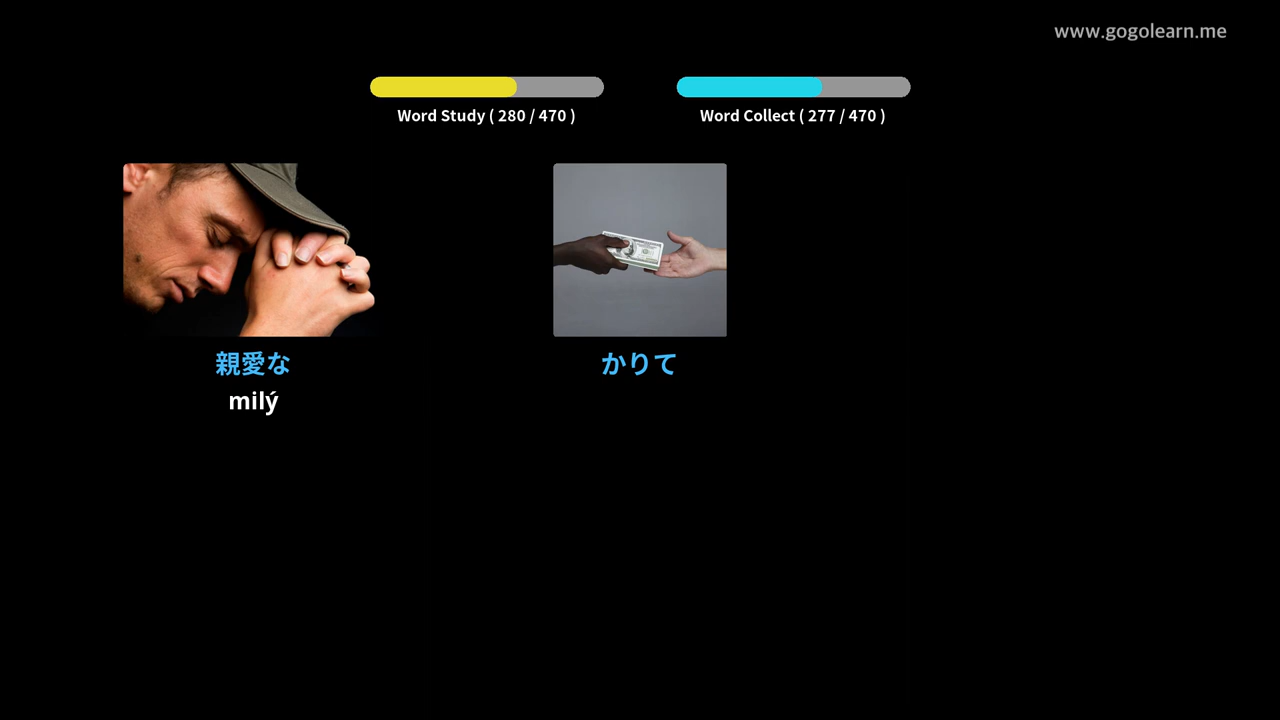 www.gogolearn.me
Word Study ( 280 / 470 )
Word Collect ( 277 / 470 )
親愛な
かりて
milý